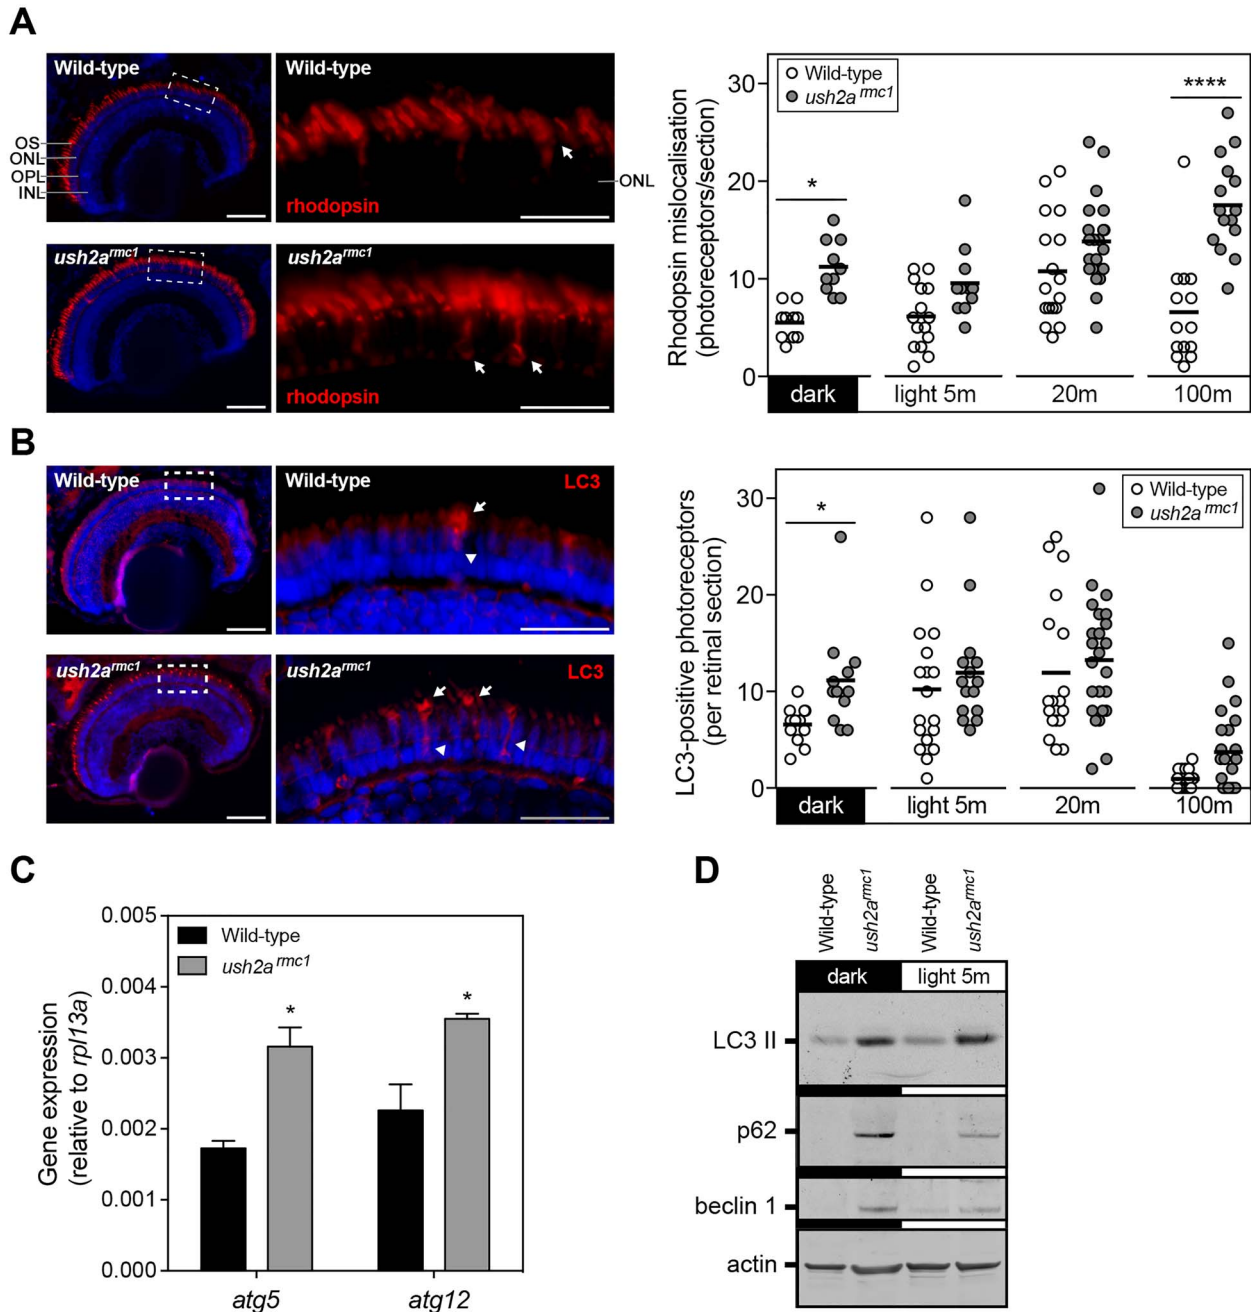 A
Wild-type
Wild-type
OS
ONL
OPL
INL
rhodopsin
ONL
ush2a rmc1
ush2a rmc1
rhodopsin
Rhodopsin mislocalisation
(photoreceptors/section)
30
20
10
0
Wild-type
ush2a rmc1
*
****
dark
light 5m
20m
100m
B
Wild-type
Wild-type
LC3
ush2a rmc1
ush2a rmc1
LC3
LC3-positive photoreceptors
(per retinal section)
30
20
10
0
Wild-type
ush2a rmc1
*
dark
light 5m
20m
100m
C
Gene expression
(relative to rpl13a)
0.005
0.004
0.003
0.002
0.001
0.000
Wild-type
ush2a rmc1
*
*
atg5
atg12
D
Wild-type
ush2a rmc1
Wild-type
ush2a rmc1
dark
light 5m
LC3 II
p62
beclin 1
actin